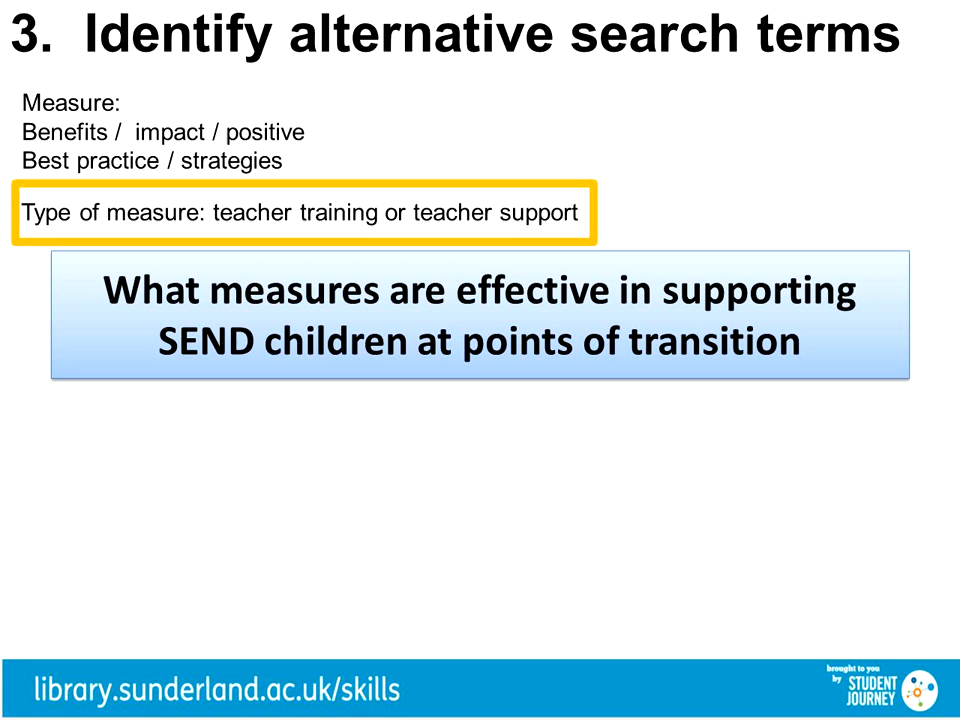 3. Identify alternative search terms
Measure:
Benefits / impact / positive
Best practice / strategies
Type of measure: teacher training or teacher support
What measures are effective in supporting
SEND children at points of transition
library.sunderland.ac.uk/skills
brought to you
by STUDENT
JOURNEY